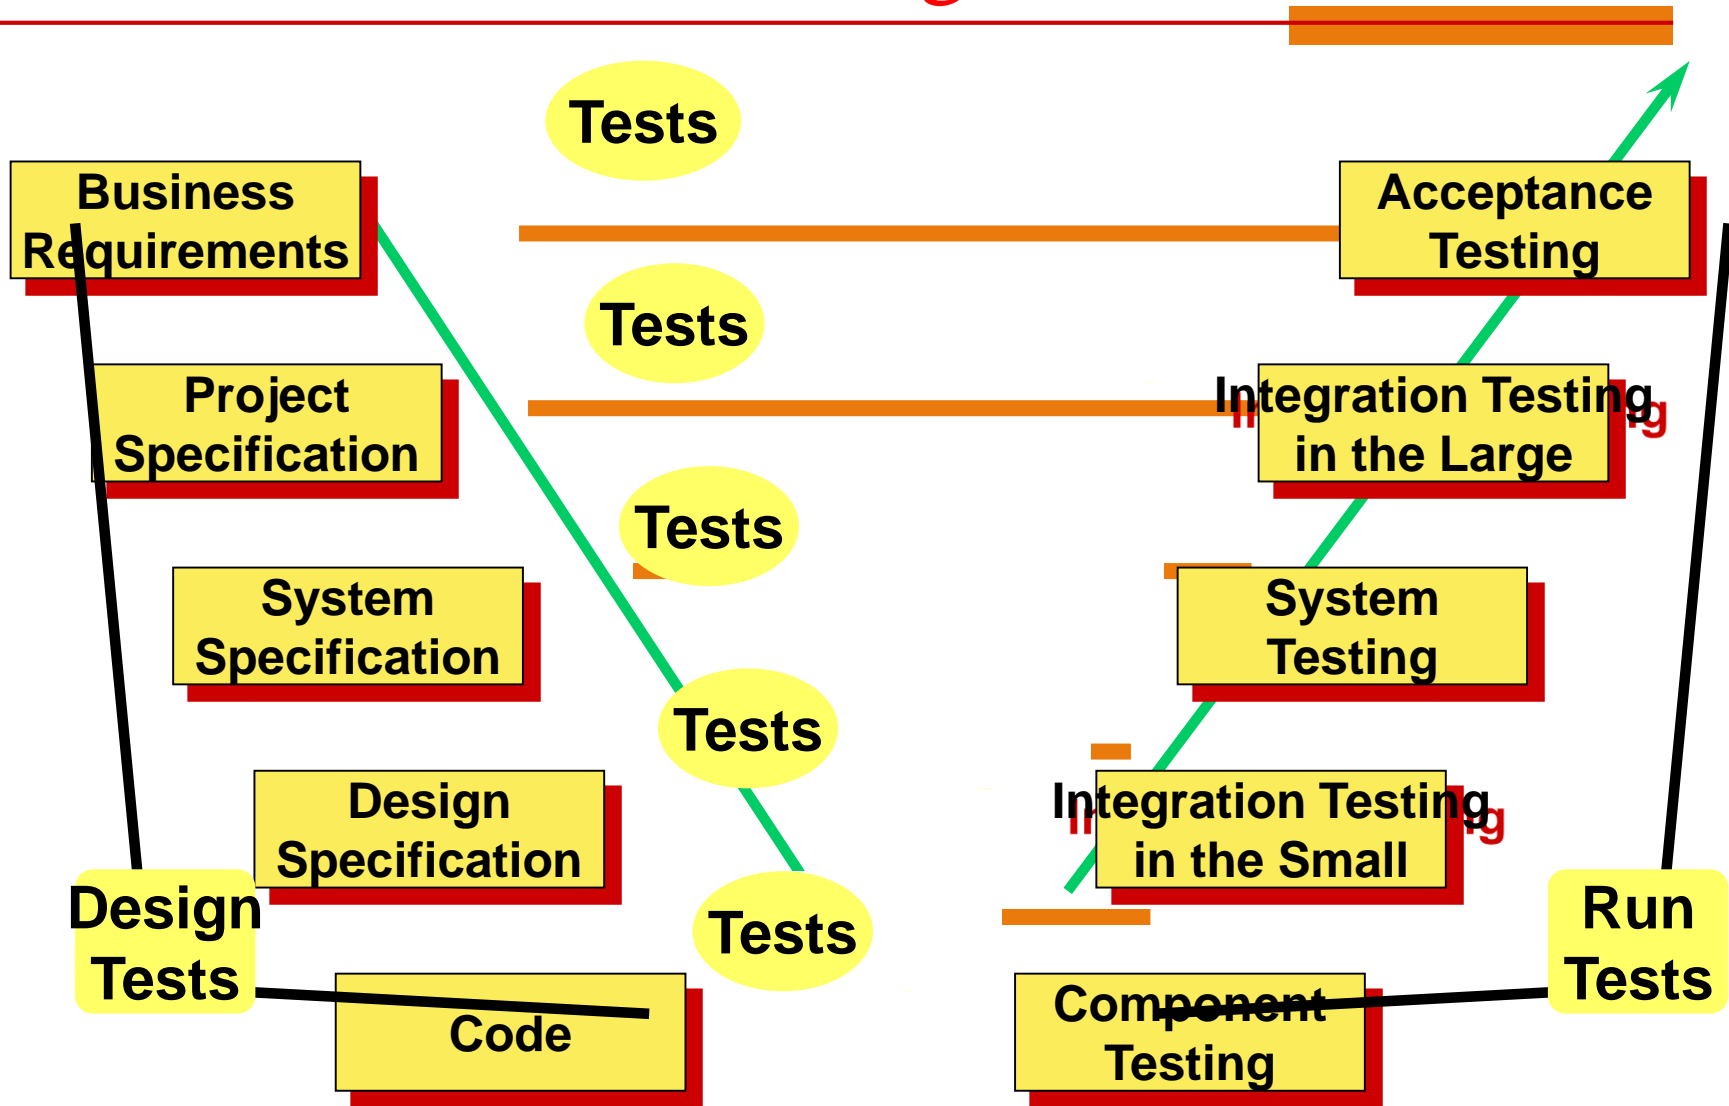 Tests
Business
Requirements
Acceptance
Testing
Tests
Project
Specification
Integration Testing
in the Large
Tests
System
Specification
System
Testing
Tests
Design
Specification
Integration Testing
in the Small
Design
Tests
Tests
Run
Tests
Code
Component
Testing